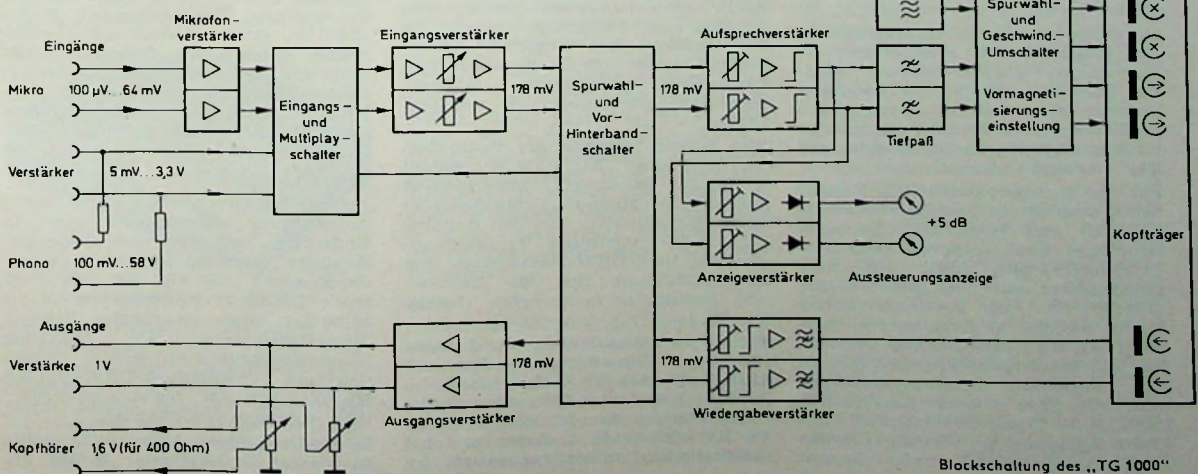 Mikrofon-
verstärker
Eingänge
Mikro
100 µV...64 mV
Verstärker
5 mV...3,3 V
Phono
100 mV...58 V
Eingangs-
und
Multiplay-
schalter
Eingangsverstärker
178 mV
Spurwahl-
und
Vor-
Hinterband-
schalter
178 mV
Aufsprechverstärker
Tiefpaß
Spurwahl-
und
Geschwind.-
Umschalter
Vormagneti-
sierungs-
einstellung
Kopfträger
+5 dB
Anzeigeverstärker
Aussteuerungsanzeige
Ausgänge
Verstärker
1 V
178 mV
178 mV
Ausgangsverstärker
Wiedergabeverstärker
Kopfhörer
1,6 V (für 400 Ohm)
Blockschaltung des „TG 1000"